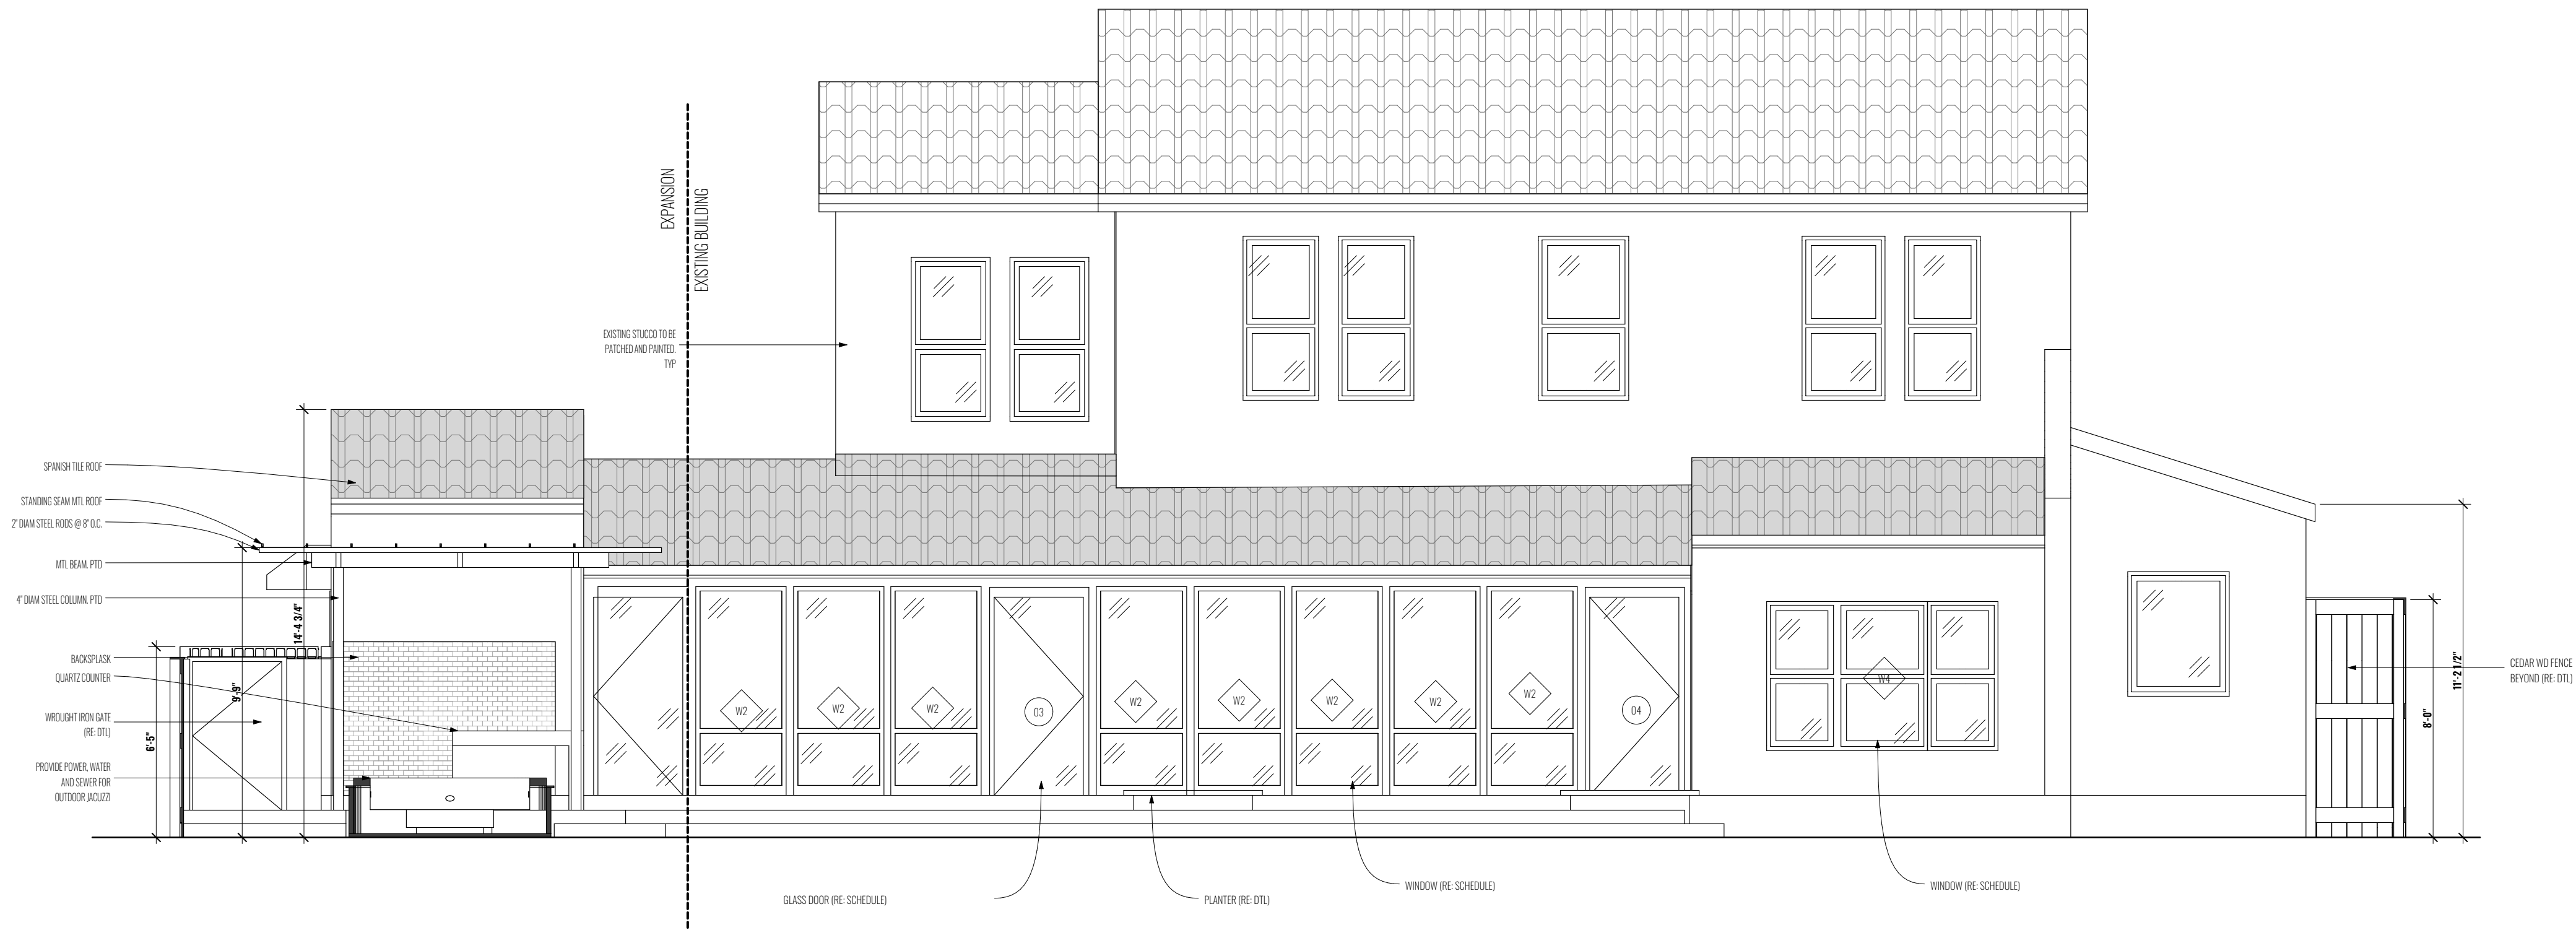 EXPANSION
EXISTING BUILDING
EXISTING STUCCO TO BE
PATCHED AND PAINTED.
TYP
SPANISH TILE ROOF
STANDING SEAM MTL ROOF
2" DIAM STEEL RODS @ 8" O.C.
MTL BEAM. PTD
4" DIAM STEEL COLUMN. PTD
BACKSPLASK
QUARTZ COUNTER
WROUGHT IRON GATE
(RE: DTL)
PROVIDE POWER, WATER
AND SEWER FOR
OUTDOOR JACUZZI
6'-5"
9'-9"
14'-4 3/4"
W2
W2
W2
03
W2
W2
W2
W2
W2
04
W4
8'-0"
11'-2 1/2"
CEDAR WD FENCE
BEYOND (RE: DTL)
GLASS DOOR (RE: SCHEDULE)
PLANTER (RE: DTL)
WINDOW (RE: SCHEDULE)
WINDOW (RE: SCHEDULE)